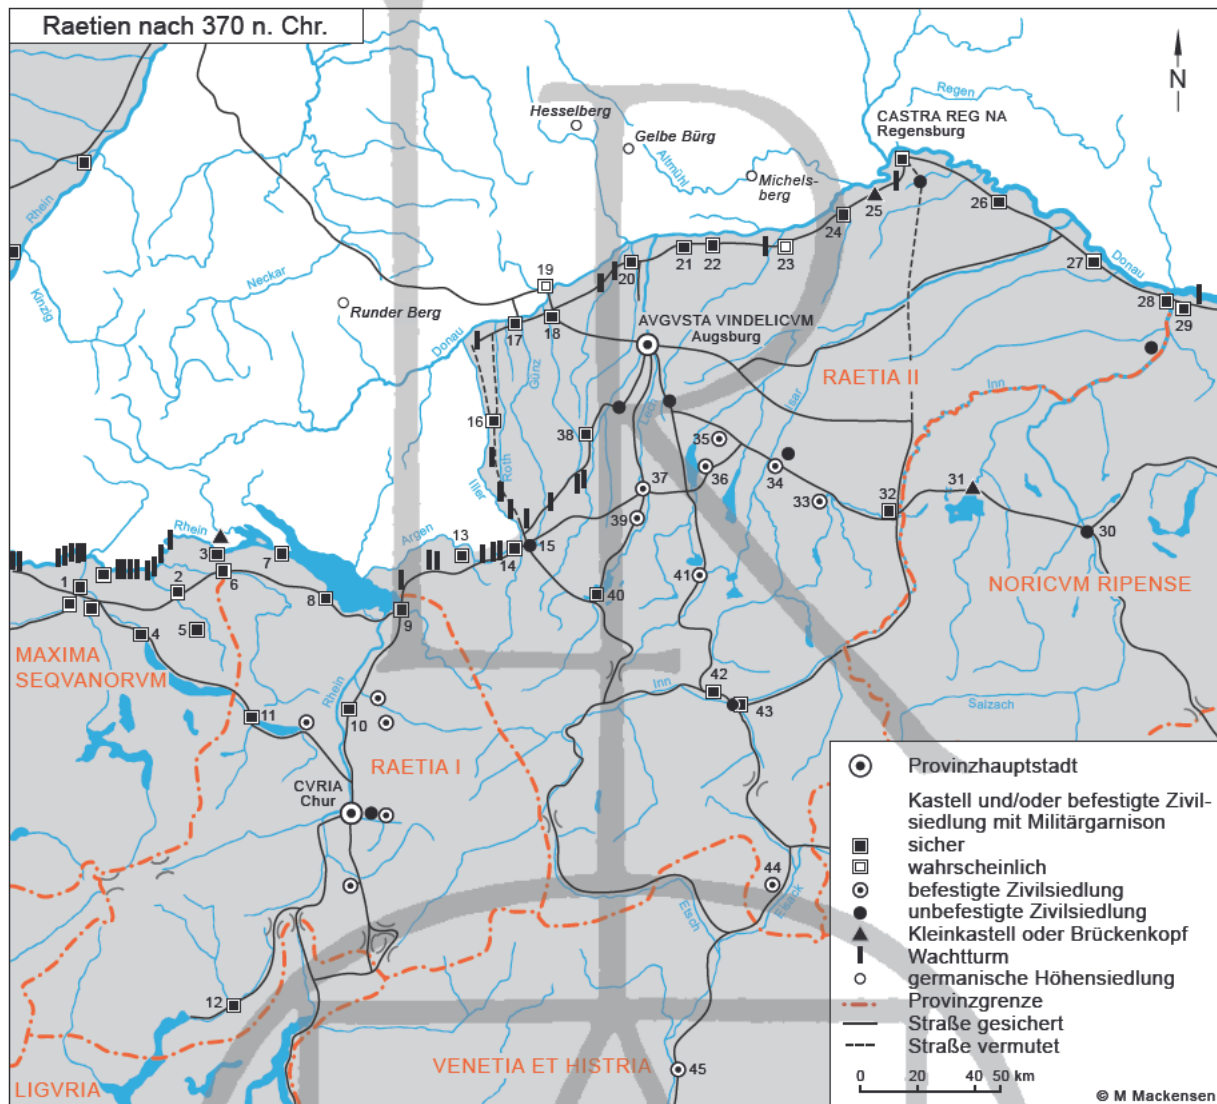 Raetien nach 370 n. Chr.
N
Hesselberg
Gelbe Bürg
Altmühl
Michels-
berg
CASTRA REG NA
Regensburg
Regen
Rhein
Kinzig
Neckar
Runder Berg
Donau
19
20
21
22
23
24
25
26
27
Donau
28
29
17
18
Günz
AVGVSTA VINDELICVM
Augsburg
RAETIA II
Isar
Inn
Lech
16
Roth
Iller
38
35
36
37
34
33
32
31
30
39
NORICVM RIPENSE
Rhein
3
7
Argen
13
14
15
1
2
6
8
9
40
41
4
5
MAXIMA
SEQVANORVM
Rhein
10
11
Inn
42
43
Salzach
RAETIA I
CVRIA
Chur
44
Etsch
Eisack
12
VENETIA ET HISTRIA
45
LIGVRIA
Provinzhauptstadt
Kastell und/oder befestigte Zivil-
siedlung mit Militärgarnison
sicher
wahrscheinlich
befestigte Zivilsiedlung
unbefestigte Zivilsiedlung
Kleinkastell oder Brückenkopf
Wachtturm
germanische Höhensiedlung
Provinzgrenze
Straße gesichert
Straße vermutet
0 20 40 50 km
© M Mackensen